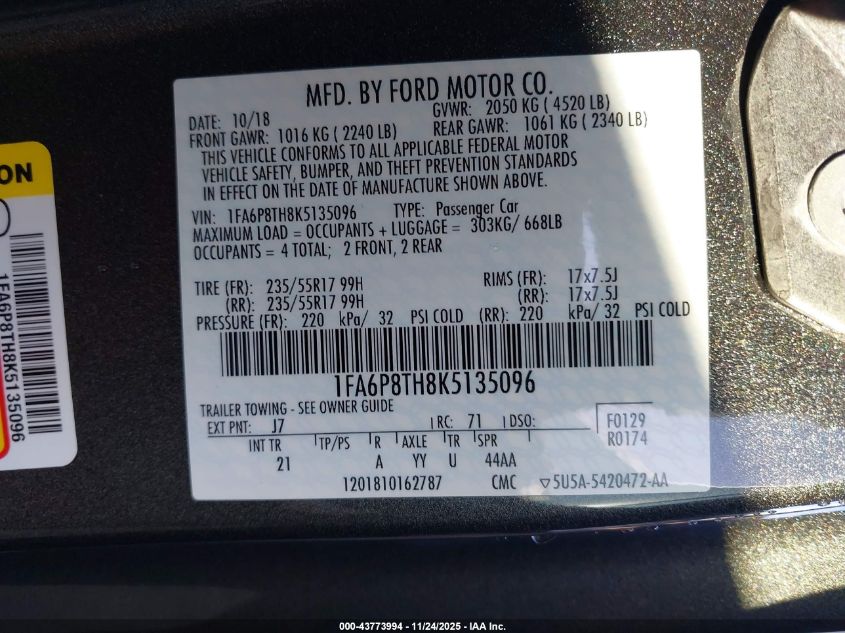 MFD. BY FORD MOTOR CO.
DATE: 10/18 GVWR: 2050 KG ( 4520 LB)
FRONT GAWR: 1016 KG ( 2240 LB) REAR GAWR: 1061 KG ( 2340 LB)
THIS VEHICLE CONFORMS TO ALL APPLICABLE FEDERAL MOTOR
VEHICLE SAFETY, BUMPER, AND THEFT PREVENTION STANDARDS
IN EFFECT ON THE DATE OF MANUFACTURE SHOWN ABOVE.
VIN: 1FA6P8TH8K5135096 TYPE: Passenger Car
MAXIMUM LOAD = OCCUPANTS + LUGGAGE = 303KG/ 668LB
OCCUPANTS = 4 TOTAL; 2 FRONT, 2 REAR
TIRE (FR): 235/55R17 99H RIMS (FR): 17x7.5J
(RR): 235/55R17 99H (RR): 17x7.5J
PRESSURE (FR): 220 kPa/ 32 PSI COLD (RR): 220 kPa/ 32 PSI COLD
1FA6P8TH8K5135096
TRAILER TOWING - SEE OWNER GUIDE
EXT PNT: J7 RC: 71 DSO: F0129
INT TR TP/PS R AXLE TR SPR R0174
21 A YY U 44AA
1201810162787 CMC ▽5U5A-5420472-AA
ON
1FA6P8TH8K5135096
000-43773994 - 11/24/2025 - IAA Inc.